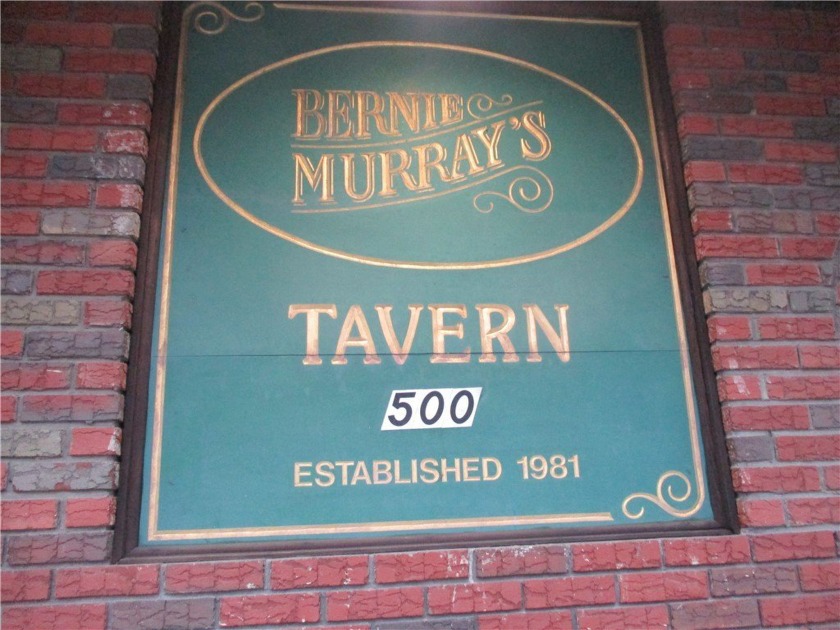 BERNIE
MURRAY'S
TAVERN
500
ESTABLISHED 1981